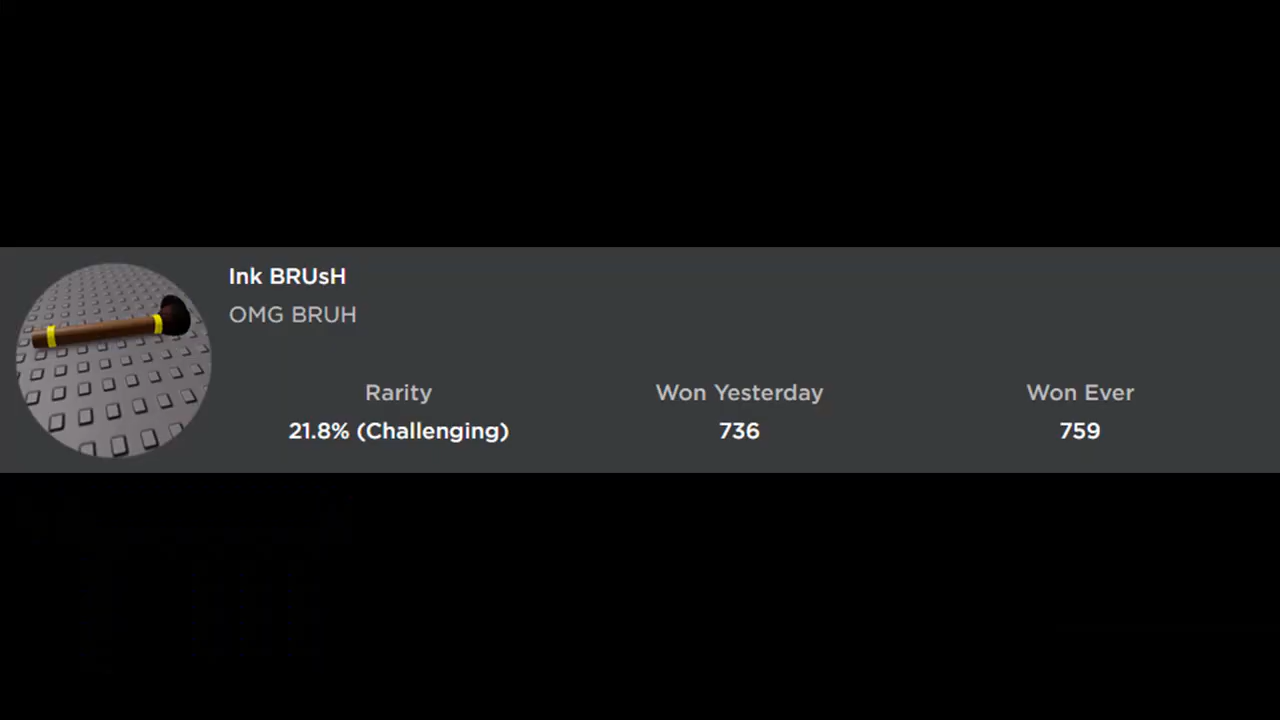 Ink BRUsH
OMG BRUH
Rarity Won Yesterday Won Ever
21.8% (Challenging) 736 759